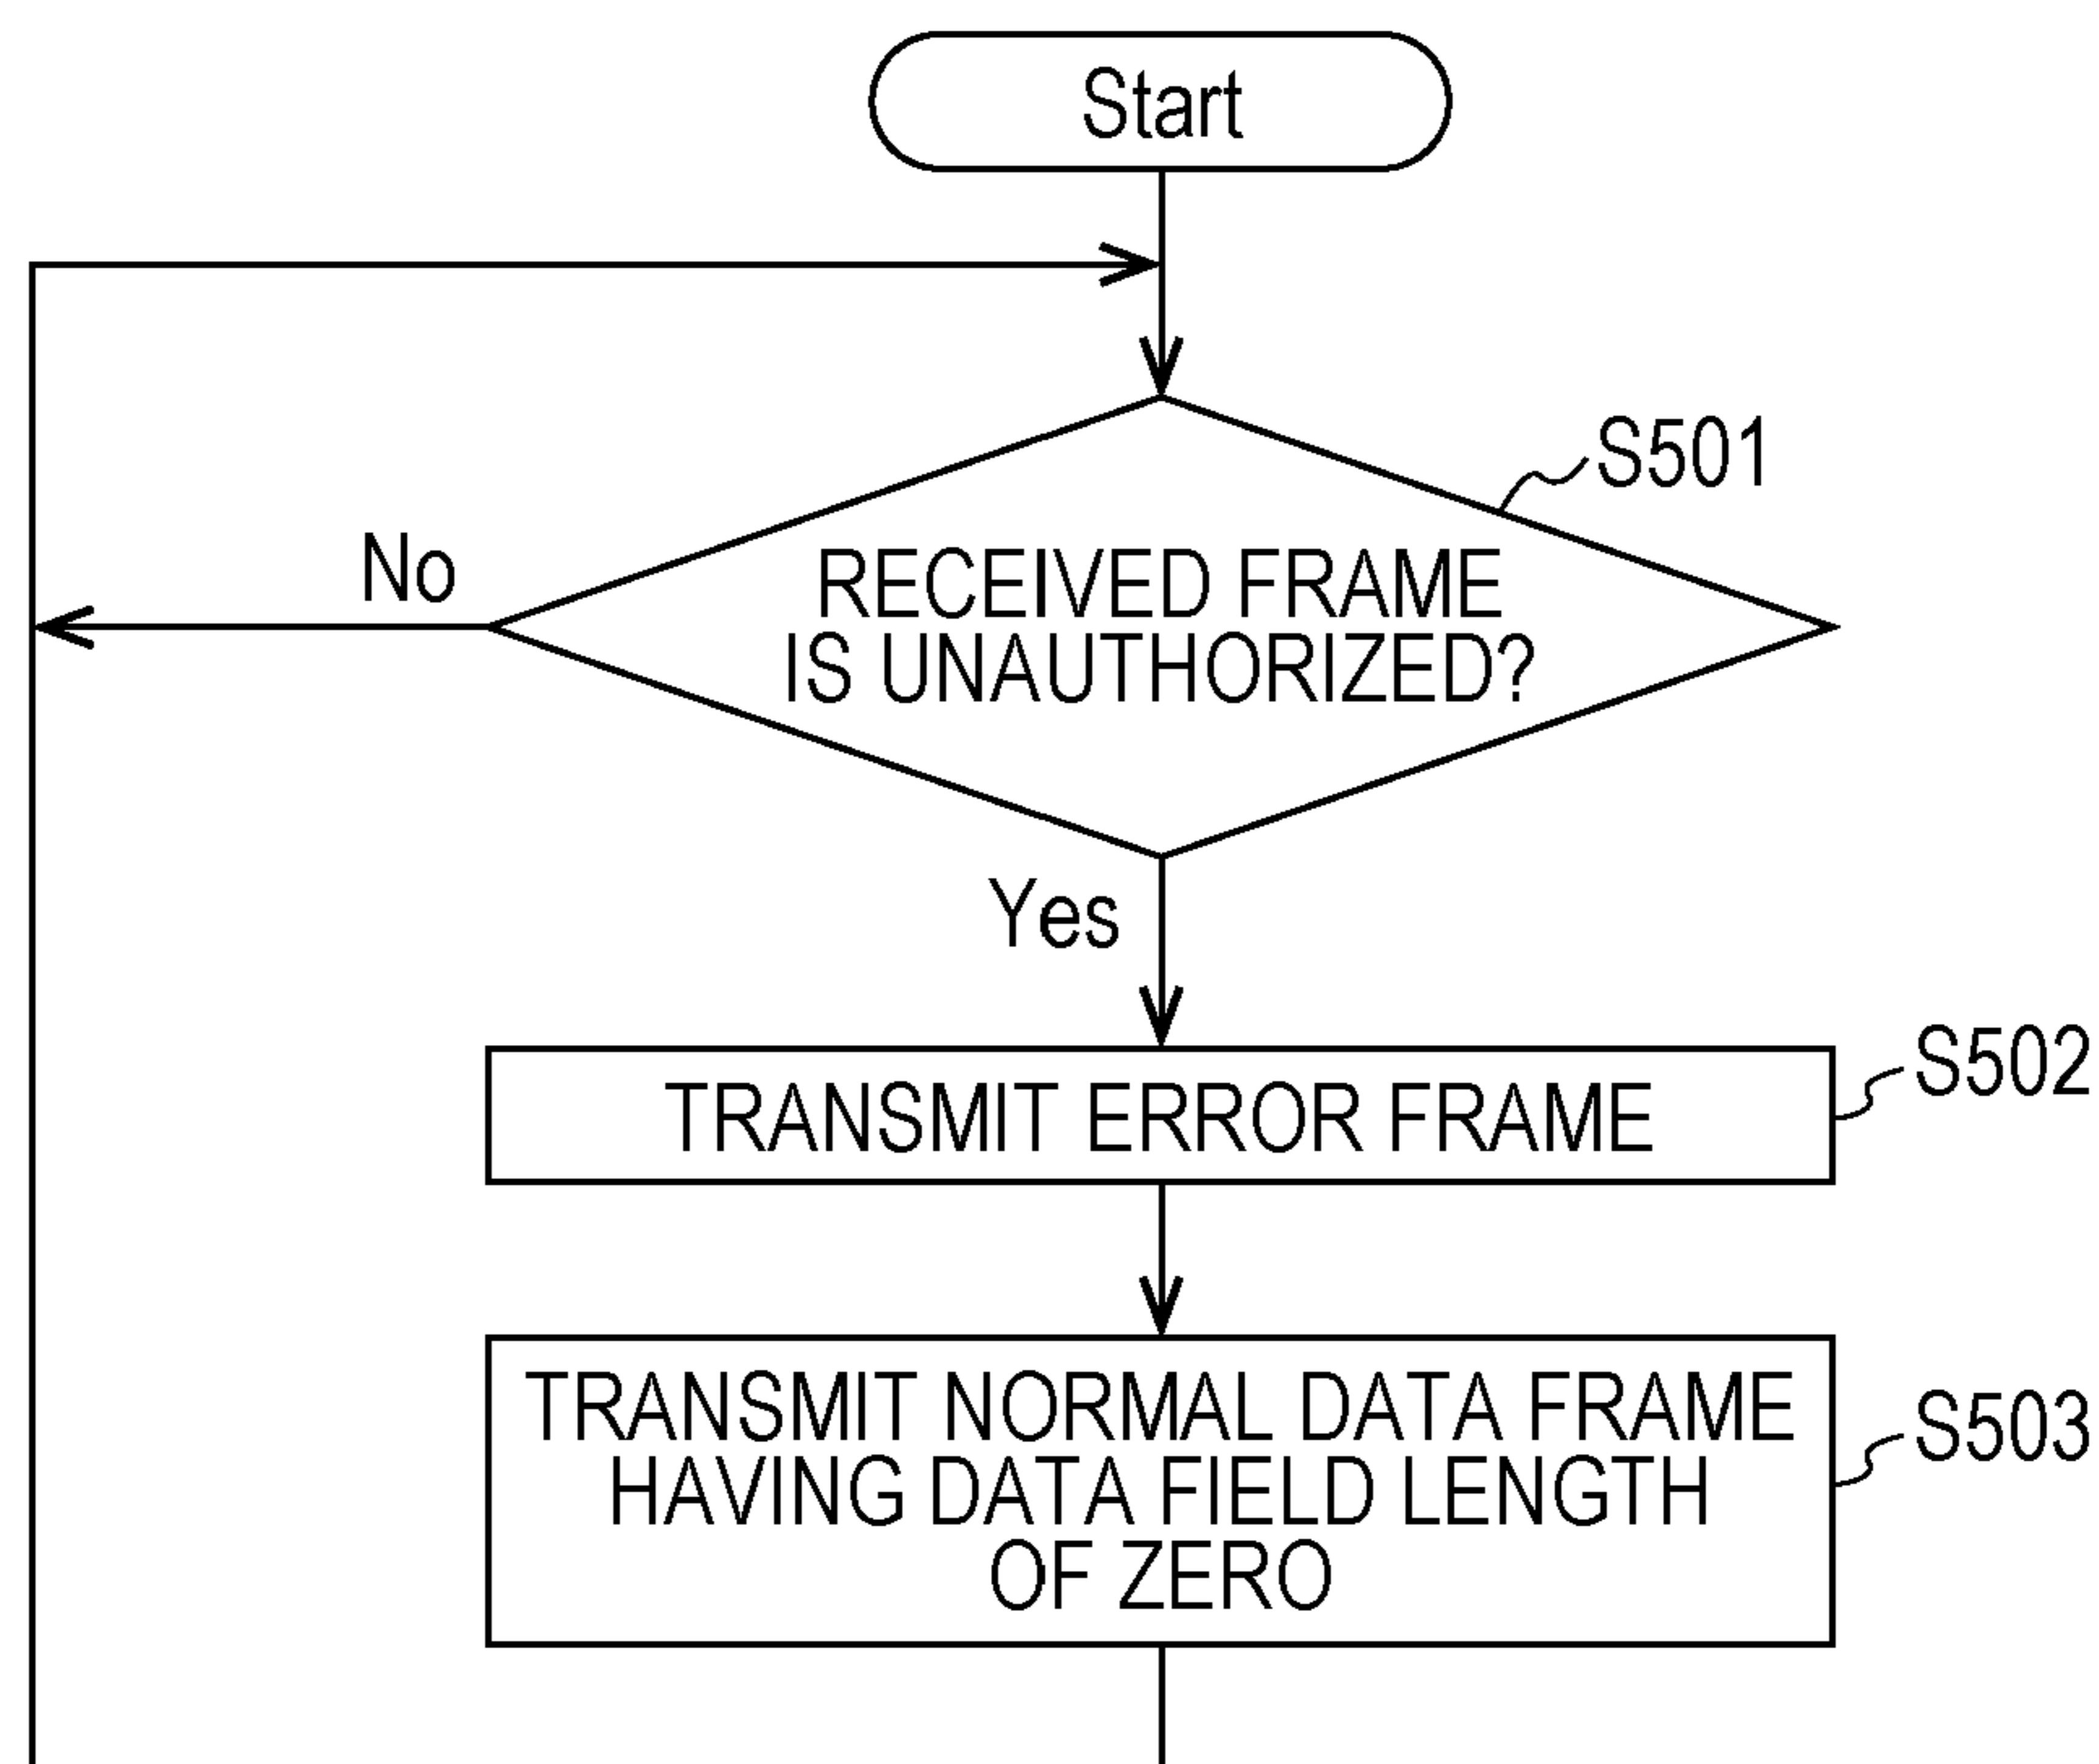 Start
S501
No
RECEIVED FRAME
IS UNAUTHORIZED?
Yes
S502
TRANSMIT ERROR FRAME
S503
TRANSMIT NORMAL DATA FRAME
HAVING DATA FIELD LENGTH
OF ZERO